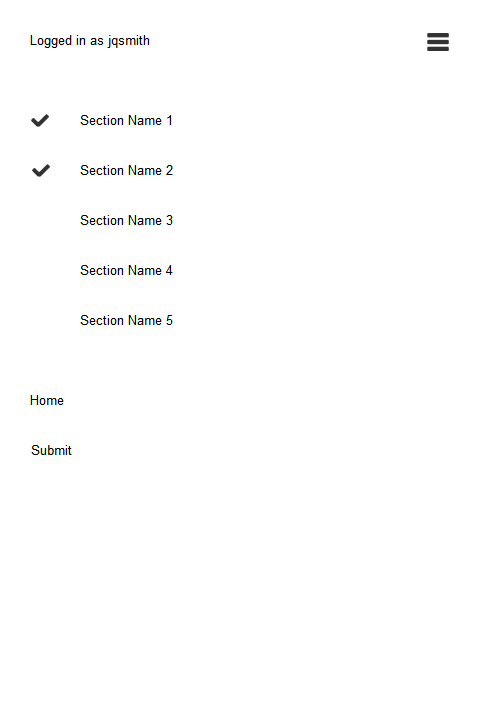 Logged in as jqsmith
Section Name 1
Section Name 2
Section Name 3
Section Name 4
Section Name 5
Home
Submit